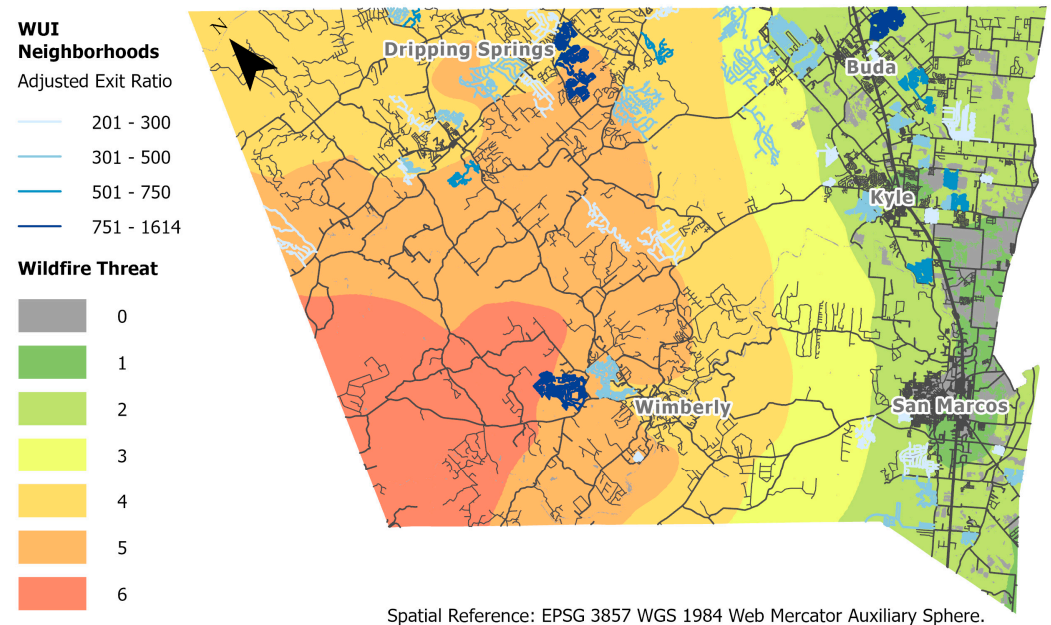 WUI
Neighborhoods
Adjusted Exit Ratio
201 - 300
301 - 500
501 - 750
751 - 1614
Wildfire Threat
0
1
2
3
4
5
6
N
Dripping Springs
Buda
Kyle
Wimberly
San Marcos
Spatial Reference: EPSG 3857 WGS 1984 Web Mercator Auxiliary Sphere.